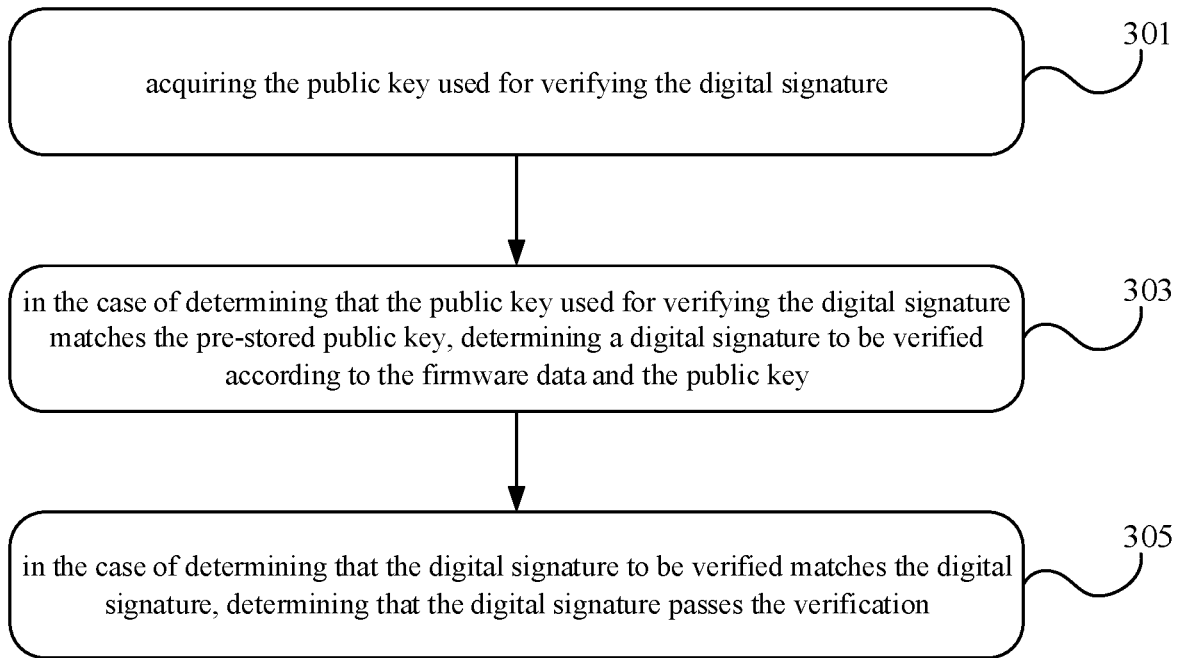 acquiring the public key used for verifying the digital signature
301
in the case of determining that the public key used for verifying the digital signature
matches the pre-stored public key, determining a digital signature to be verified
according to the firmware data and the public key
303
in the case of determining that the digital signature to be verified matches the digital
signature, determining that the digital signature passes the verification
305